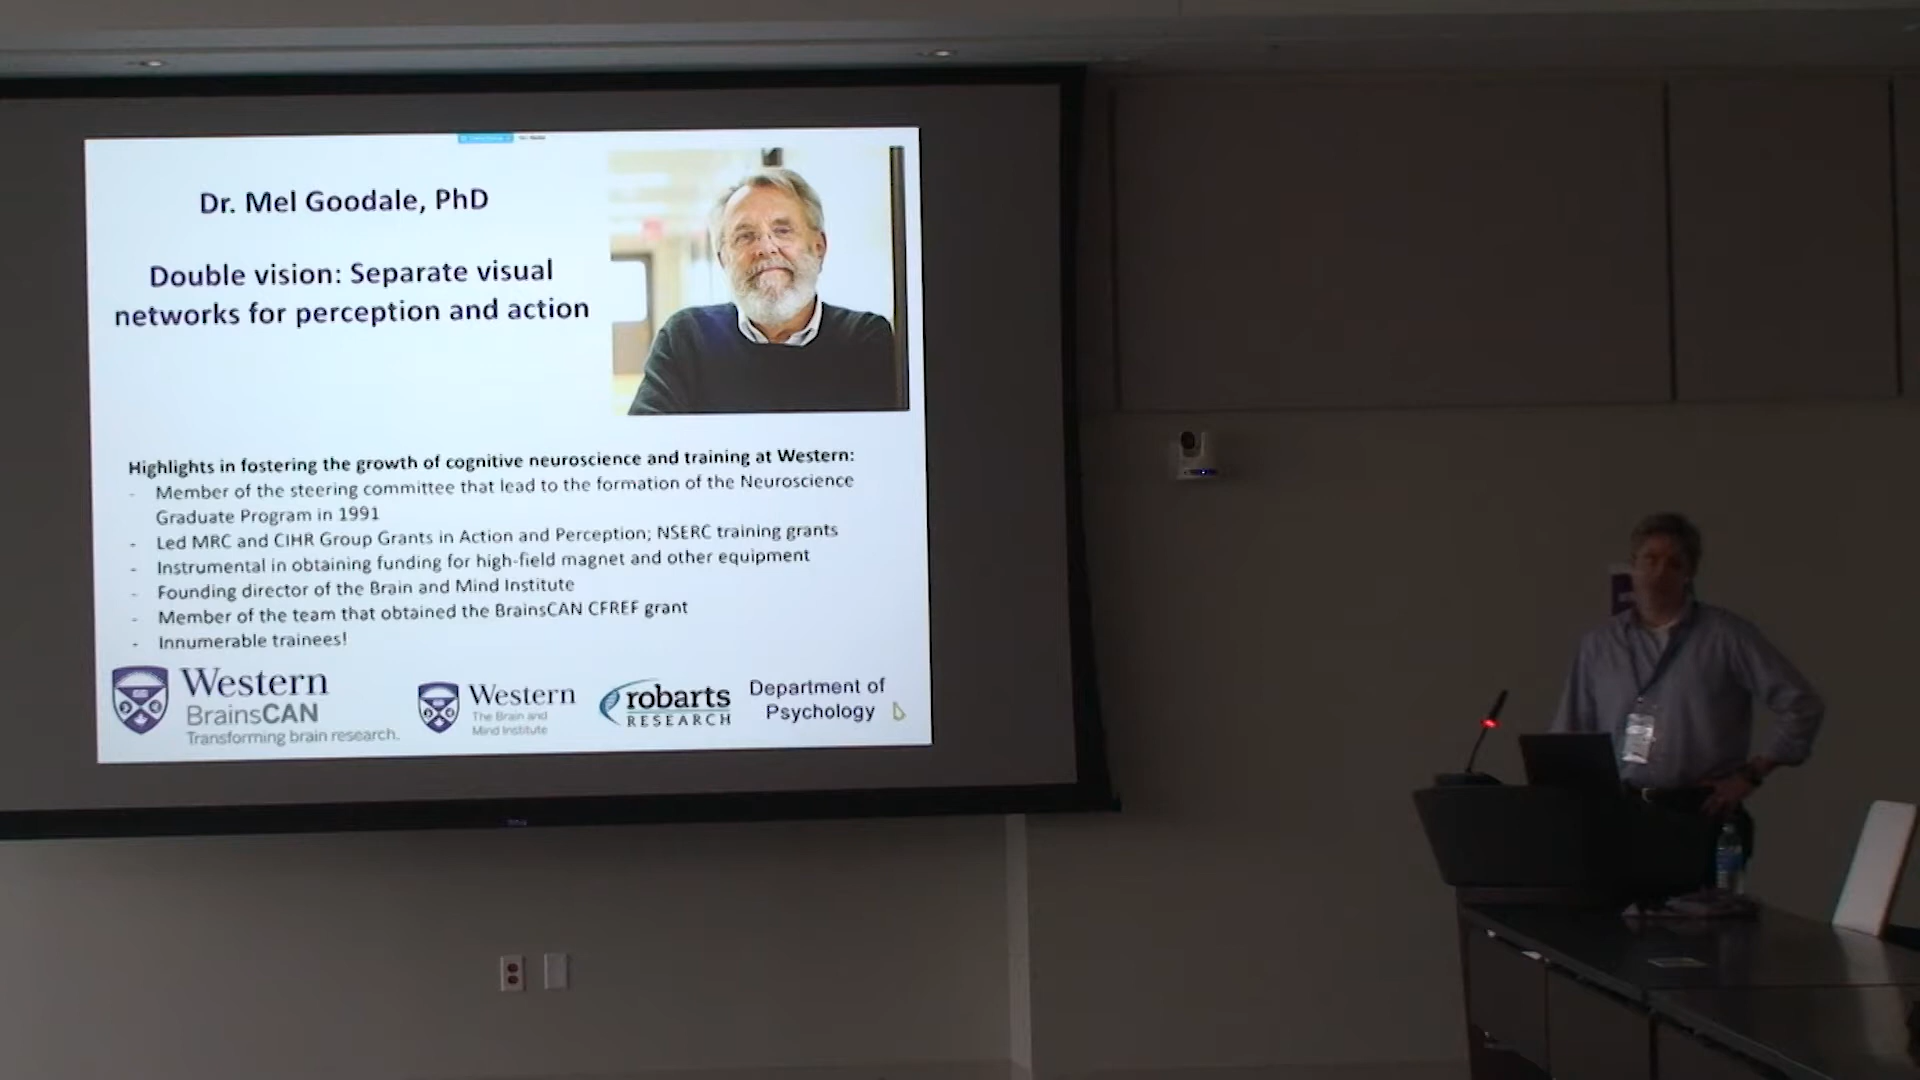 Dr. Mel Goodale, PhD
Double vision: Separate visual
networks for perception and action
Highlights in fostering the growth of cognitive neuroscience and training at Western:
- Member of the steering committee that lead to the formation of the Neuroscience
Graduate Program in 1991
- Led MRC and CIHR Group Grants in Action and Perception; NSERC training grants
- Instrumental in obtaining funding for high-field magnet and other equipment
- Founding director of the Brain and Mind Institute
- Member of the team that obtained the BrainsCAN CFREF grant
- Innumerable trainees!
Western
BrainsCAN
Transforming brain research.
Western
The Brain and
Mind Institute
robarts
RESEARCH
Department of
Psychology